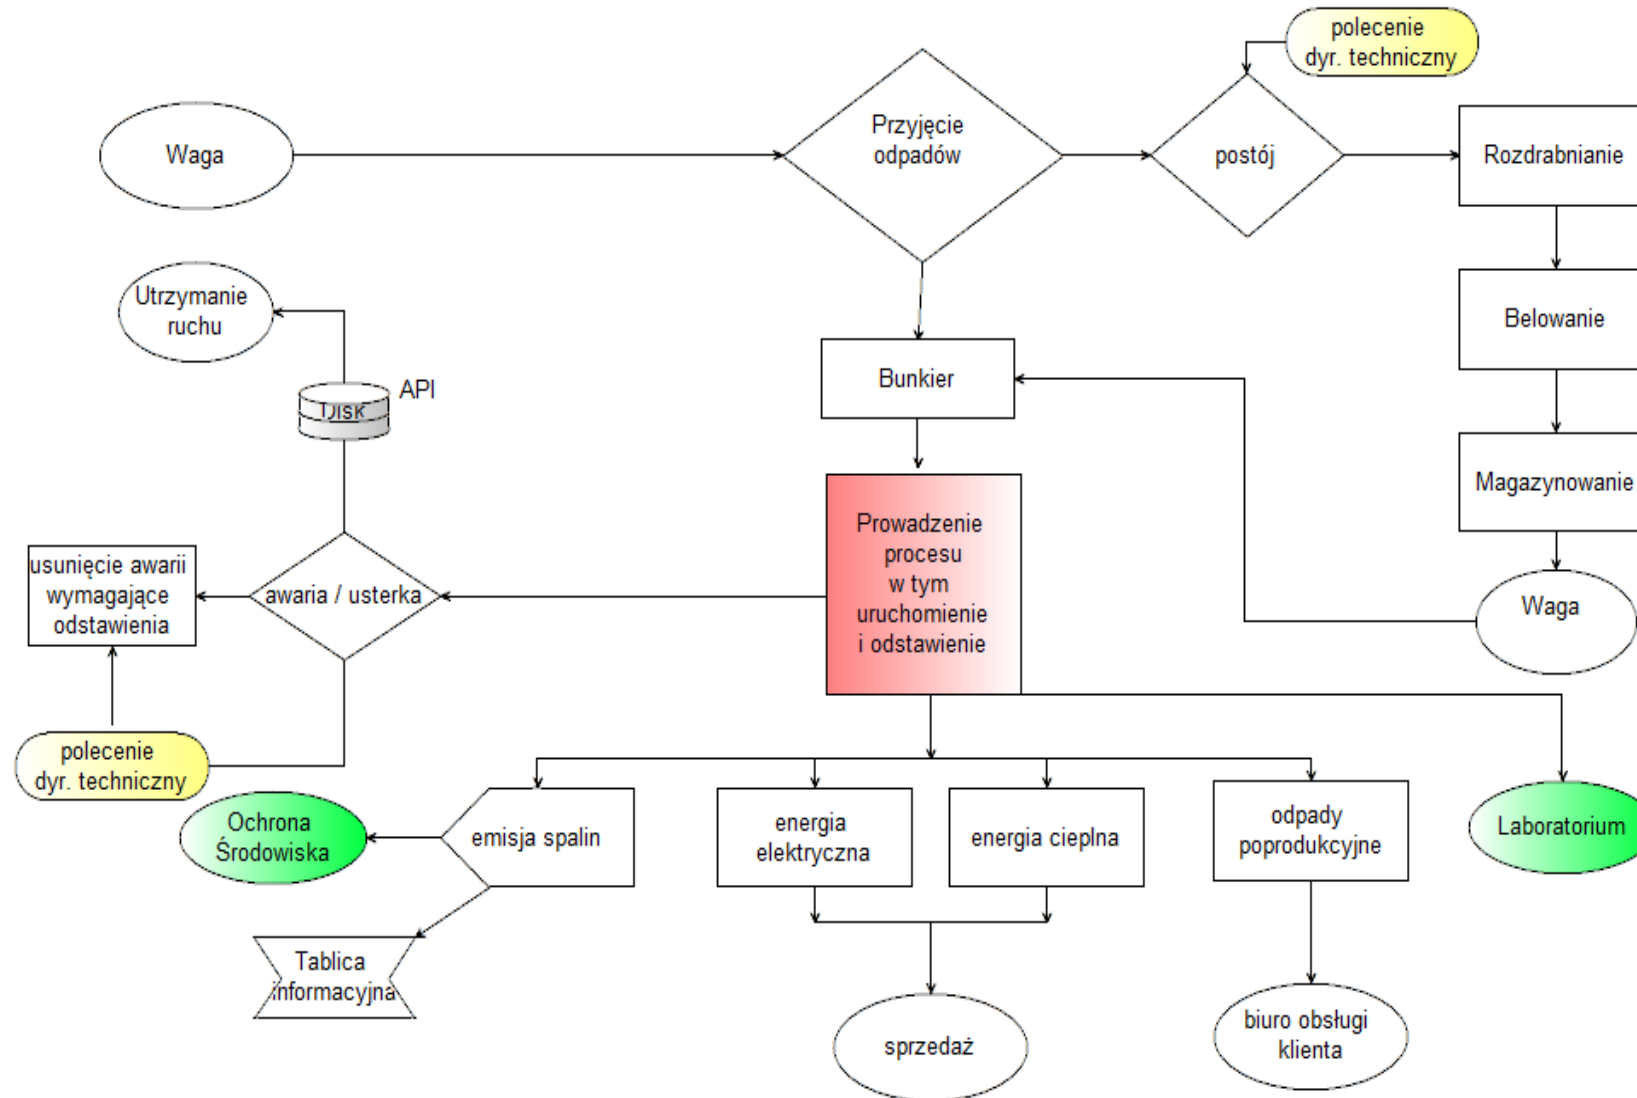 polecenie
dyr. techniczny
Waga
Przyjęcie
odpadów
postój
Rozdrabnianie
Utrzymanie
ruchu
Belowanie
Bunkier
API
Disk
Magazynowanie
Prowadzenie
procesu
w tym
uruchomienie
i odstawienie
usunięcie awarii
wymagające
odstawienia
awaria / usterka
Waga
polecenie
dyr. techniczny
Ochrona
Środowiska
emisja spalin
energia
elektryczna
energia cieplna
odpady
poprodukcyjne
Laboratorium
Tablica
informacyjna
sprzedaż
biuro obsługi
klienta